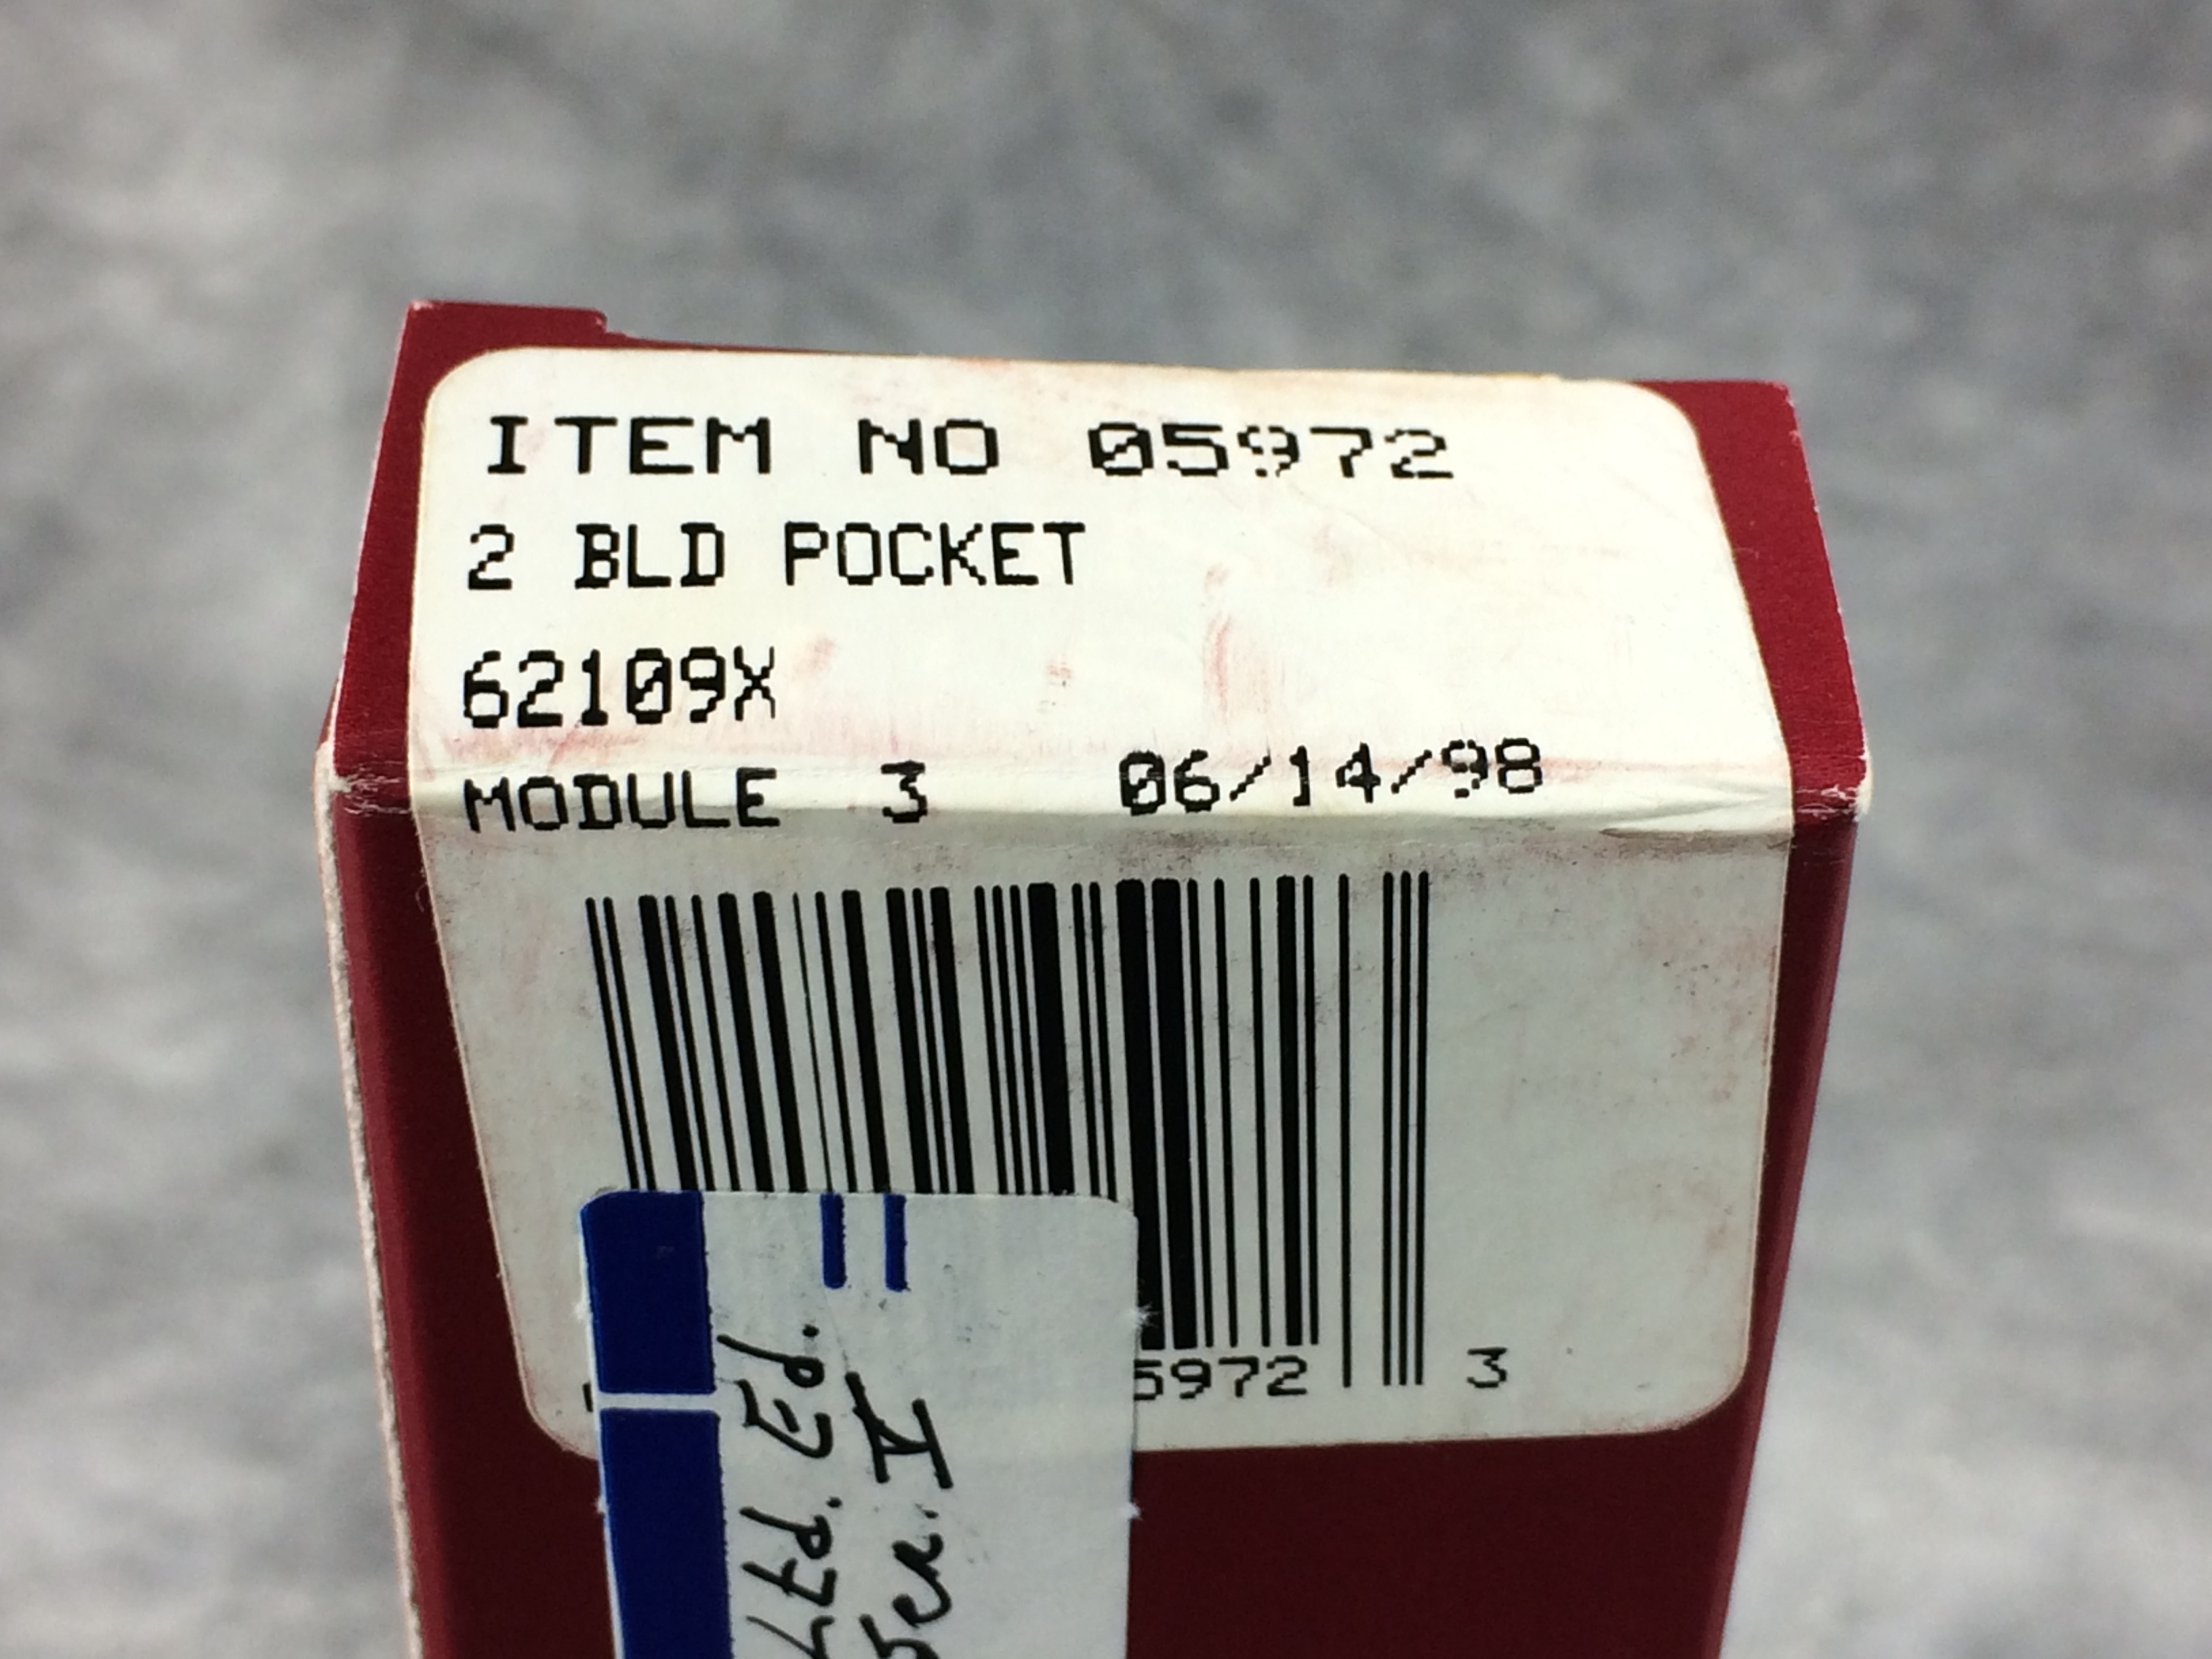 ITEM NO 05972
2 BLD POCKET
62109X
MODULE 3 06/14/98
5972 3